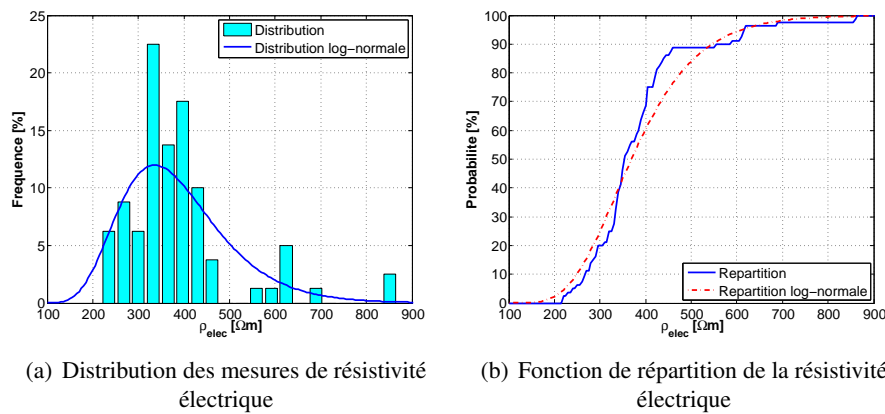 Distribution
Distribution log-normale
Frequence [%]
25
20
15
10
5
0
100 200 300 400 500 600 700 800 900
ρelec [Ωm]
(a) Distribution des mesures de résistivité
électrique
Probabilite [%]
100
90
80
70
60
50
40
30
20
10
0
Repartition
Repartition log-normale
100 200 300 400 500 600 700 800 900
ρelec [Ωm]
(b) Fonction de répartition de la résistivité
électrique